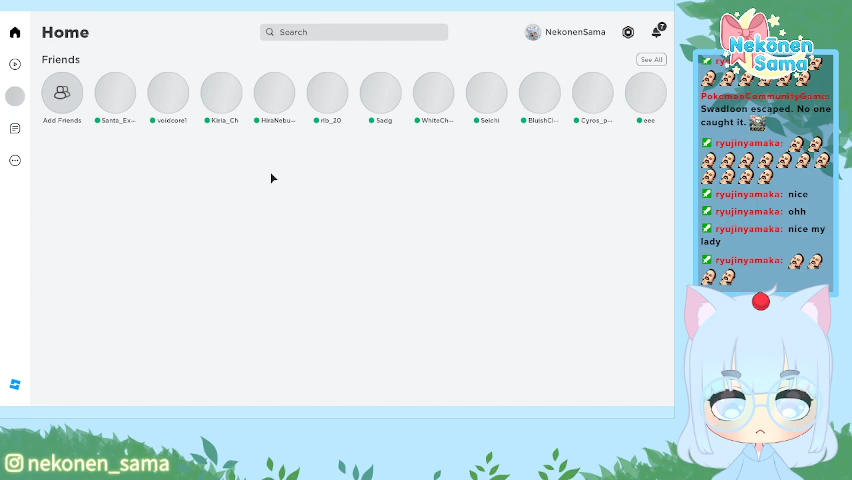 Home
Search
NekonenSama
7
Friends
See All
Add Friends
Santa_Ex...
voidcore1
Kiria_Ch
HiraNebu...
rlb_20
Sadg
WhiteCh...
Seichi
BluishCl...
Cyros_p...
eee
Nekonen
Sama
PokemonCommunityGame:
Swadloon escaped. No one
caught it.
ryujinyamaka:
ryujinyamaka: nice
ryujinyamaka: ohh
ryujinyamaka: nice my
lady
ryujinyamaka:
nekonen_sama